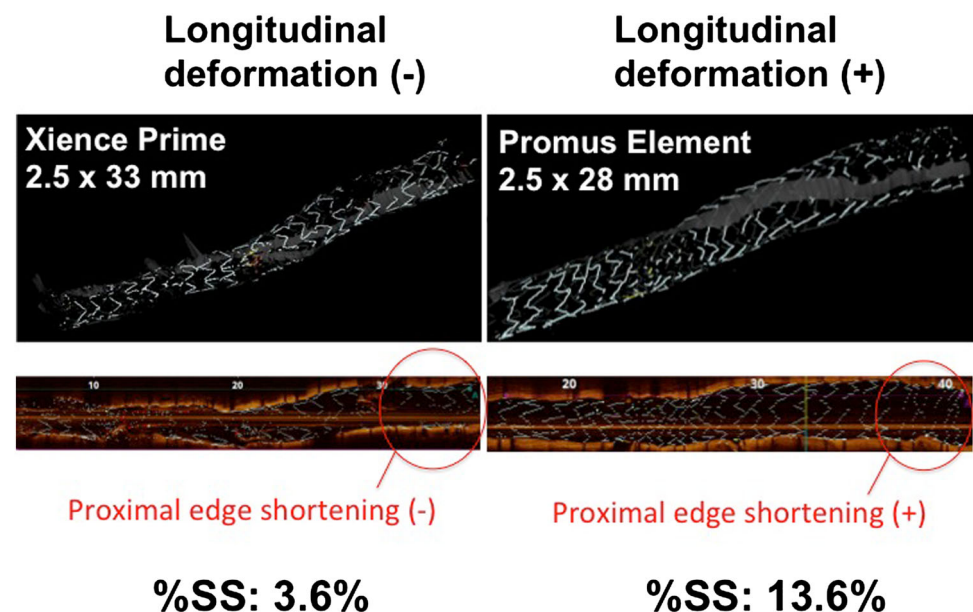 Longitudinal
deformation (-)
Longitudinal
deformation (+)
Xience Prime
2.5 x 33 mm
Promus Element
2.5 x 28 mm
10
20
30
20
30
40
Proximal edge shortening (-)
Proximal edge shortening (+)
%SS: 3.6%
%SS: 13.6%